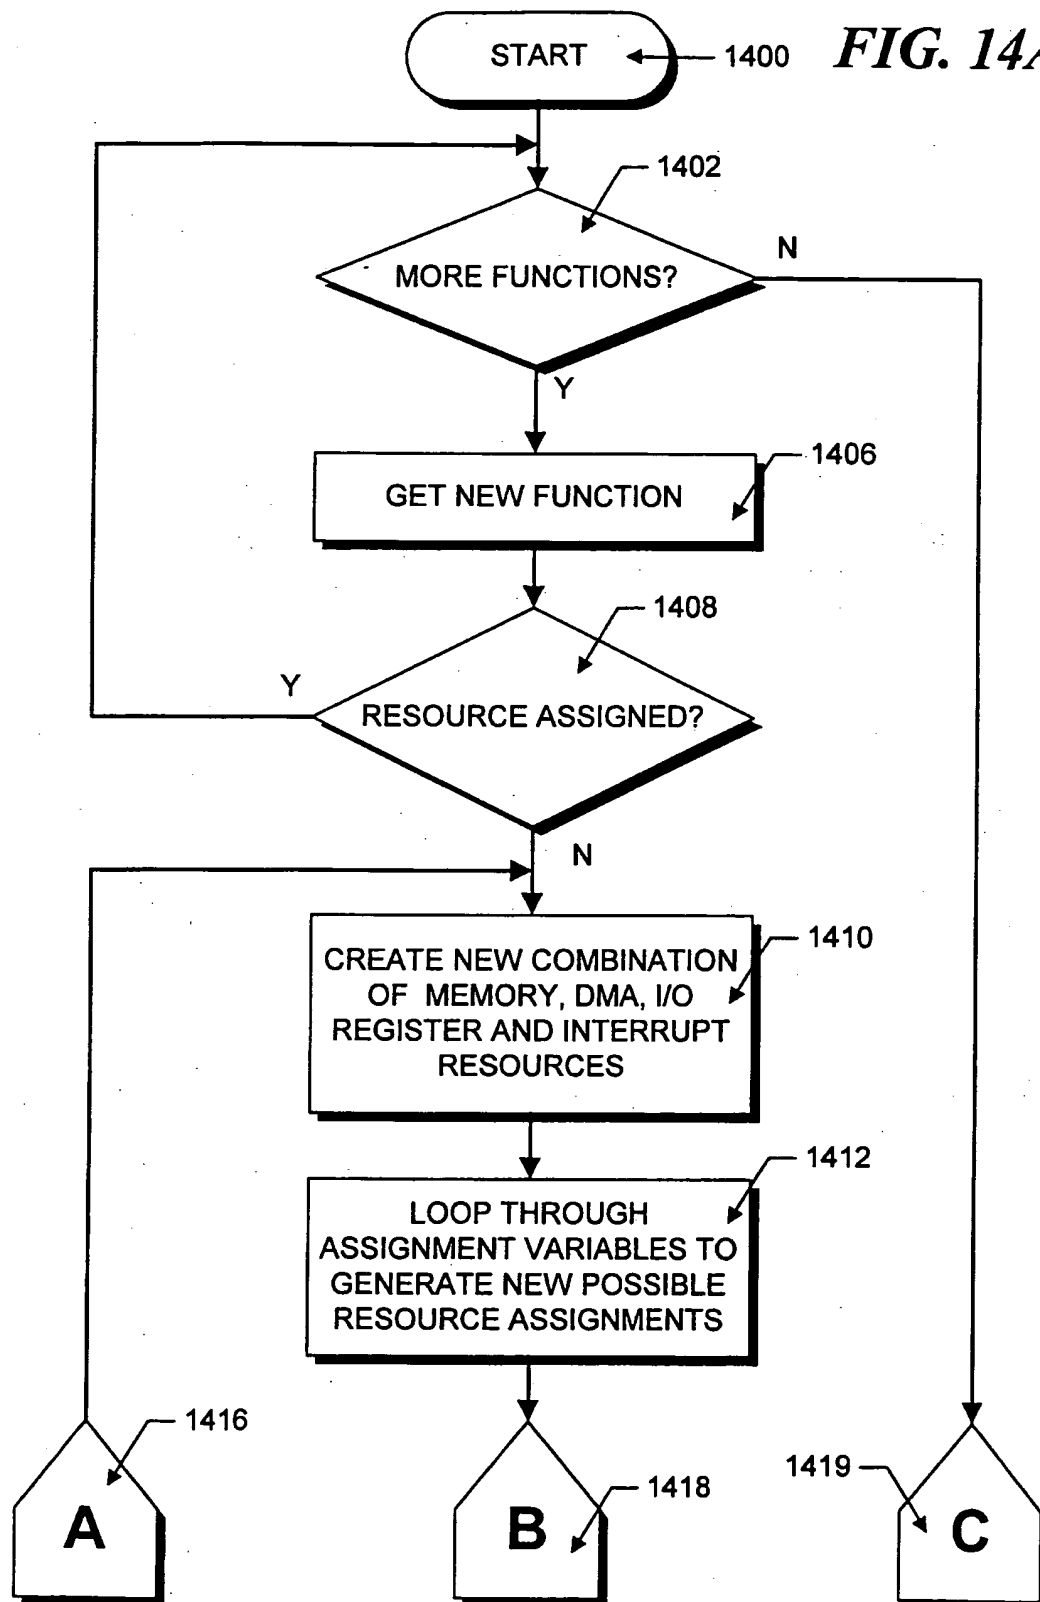 START
1400
FIG. 14A
1402
N
MORE FUNCTIONS?
Y
1406
GET NEW FUNCTION
1408
Y
RESOURCE ASSIGNED?
N
1410
CREATE NEW COMBINATION
OF MEMORY, DMA, I/O
REGISTER AND INTERRUPT
RESOURCES
1412
LOOP THROUGH
ASSIGNMENT VARIABLES TO
GENERATE NEW POSSIBLE
RESOURCE ASSIGNMENTS
1416
A
1418
B
1419
C